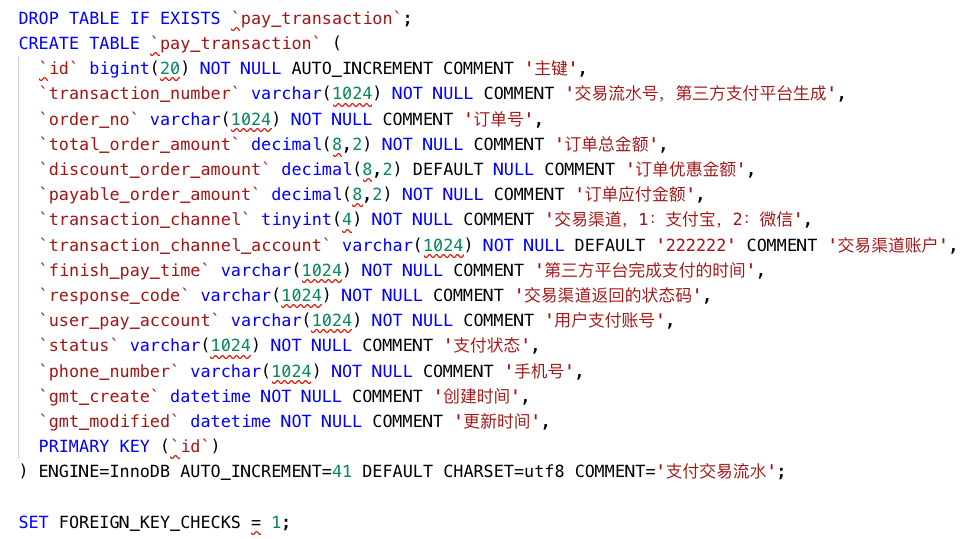 DROP TABLE IF EXISTS `pay_transaction`;
CREATE TABLE `pay_transaction` (
  `id` bigint(20) NOT NULL AUTO_INCREMENT COMMENT '主键',
  `transaction_number` varchar(1024) NOT NULL COMMENT '交易流水号，第三方支付平台生成',
  `order_no` varchar(1024) NOT NULL COMMENT '订单号',
  `total_order_amount` decimal(8,2) NOT NULL COMMENT '订单总金额',
  `discount_order_amount` decimal(8,2) DEFAULT NULL COMMENT '订单优惠金额',
  `payable_order_amount` decimal(8,2) NOT NULL COMMENT '订单应付金额',
  `transaction_channel` tinyint(4) NOT NULL COMMENT '交易渠道，1：支付宝，2：微信',
  `transaction_channel_account` varchar(1024) NOT NULL DEFAULT '222222' COMMENT '交易渠道账户',
  `finish_pay_time` varchar(1024) NOT NULL COMMENT '第三方平台完成支付的时间',
  `response_code` varchar(1024) NOT NULL COMMENT '交易渠道返回的状态码',
  `user_pay_account` varchar(1024) NOT NULL COMMENT '用户支付账号',
  `status` varchar(1024) NOT NULL COMMENT '支付状态',
  `phone_number` varchar(1024) NOT NULL COMMENT '手机号',
  `gmt_create` datetime NOT NULL COMMENT '创建时间',
  `gmt_modified` datetime NOT NULL COMMENT '更新时间',
  PRIMARY KEY (`id`)
) ENGINE=InnoDB AUTO_INCREMENT=41 DEFAULT CHARSET=utf8 COMMENT='支付交易流水';
SET FOREIGN_KEY_CHECKS = 1;